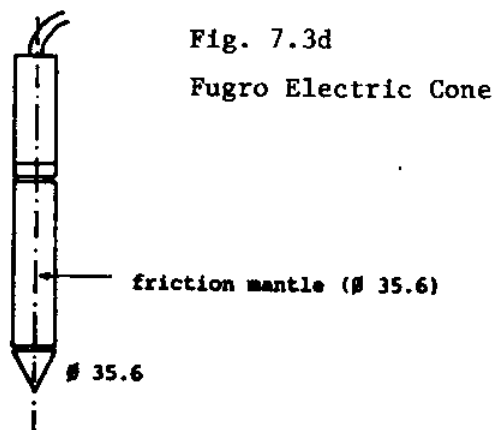 Fig. 7.3d
Fugro Electric Cone
friction mantle (Ø 35.6)
Ø 35.6